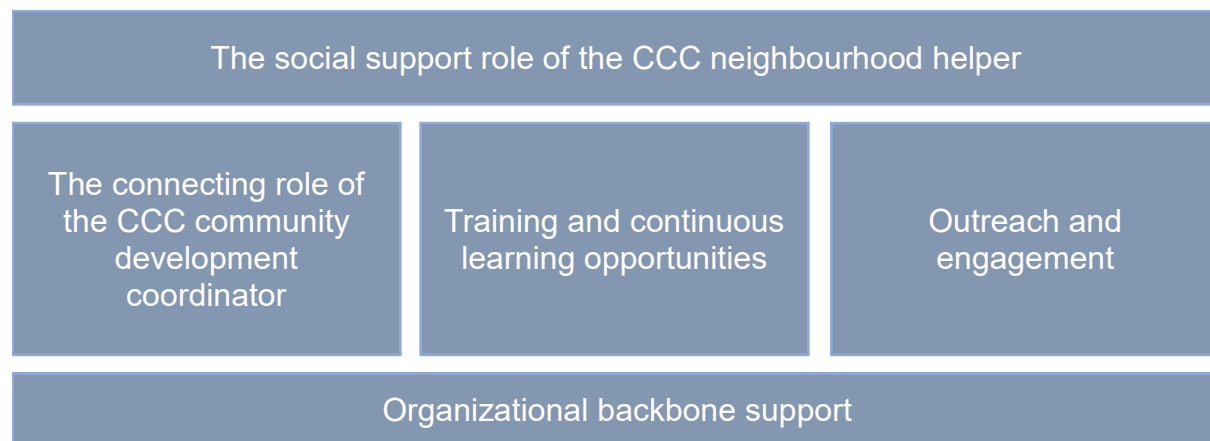 The social support role of the CCC neighbourhood helper
The connecting role of
the CCC community
development
coordinator
Training and continuous
learning opportunities
Outreach and
engagement
Organizational backbone support